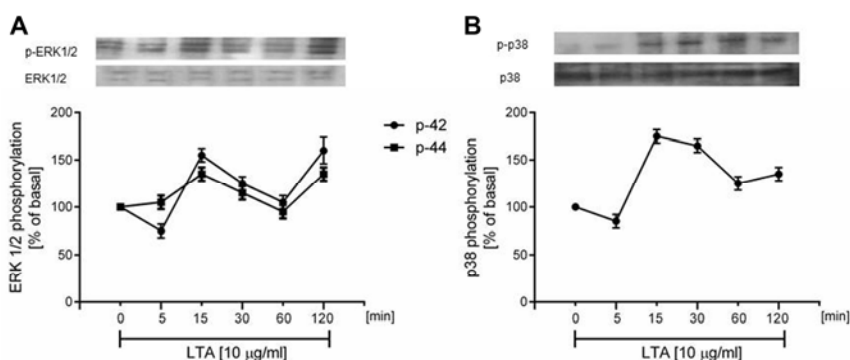 A
p-ERK1/2
ERK1/2
ERK 1/2 phosphorylation
[% of basal]
200
150
100
50
0
0 5 15 30 60 120 [min]
LTA [10 µg/ml]
p-42
p-44
B
p-p38
p38
p38 phosphorylation
[% of basal]
200
150
100
50
0
0 5 15 30 60 120 [min]
LTA [10 µg/ml]